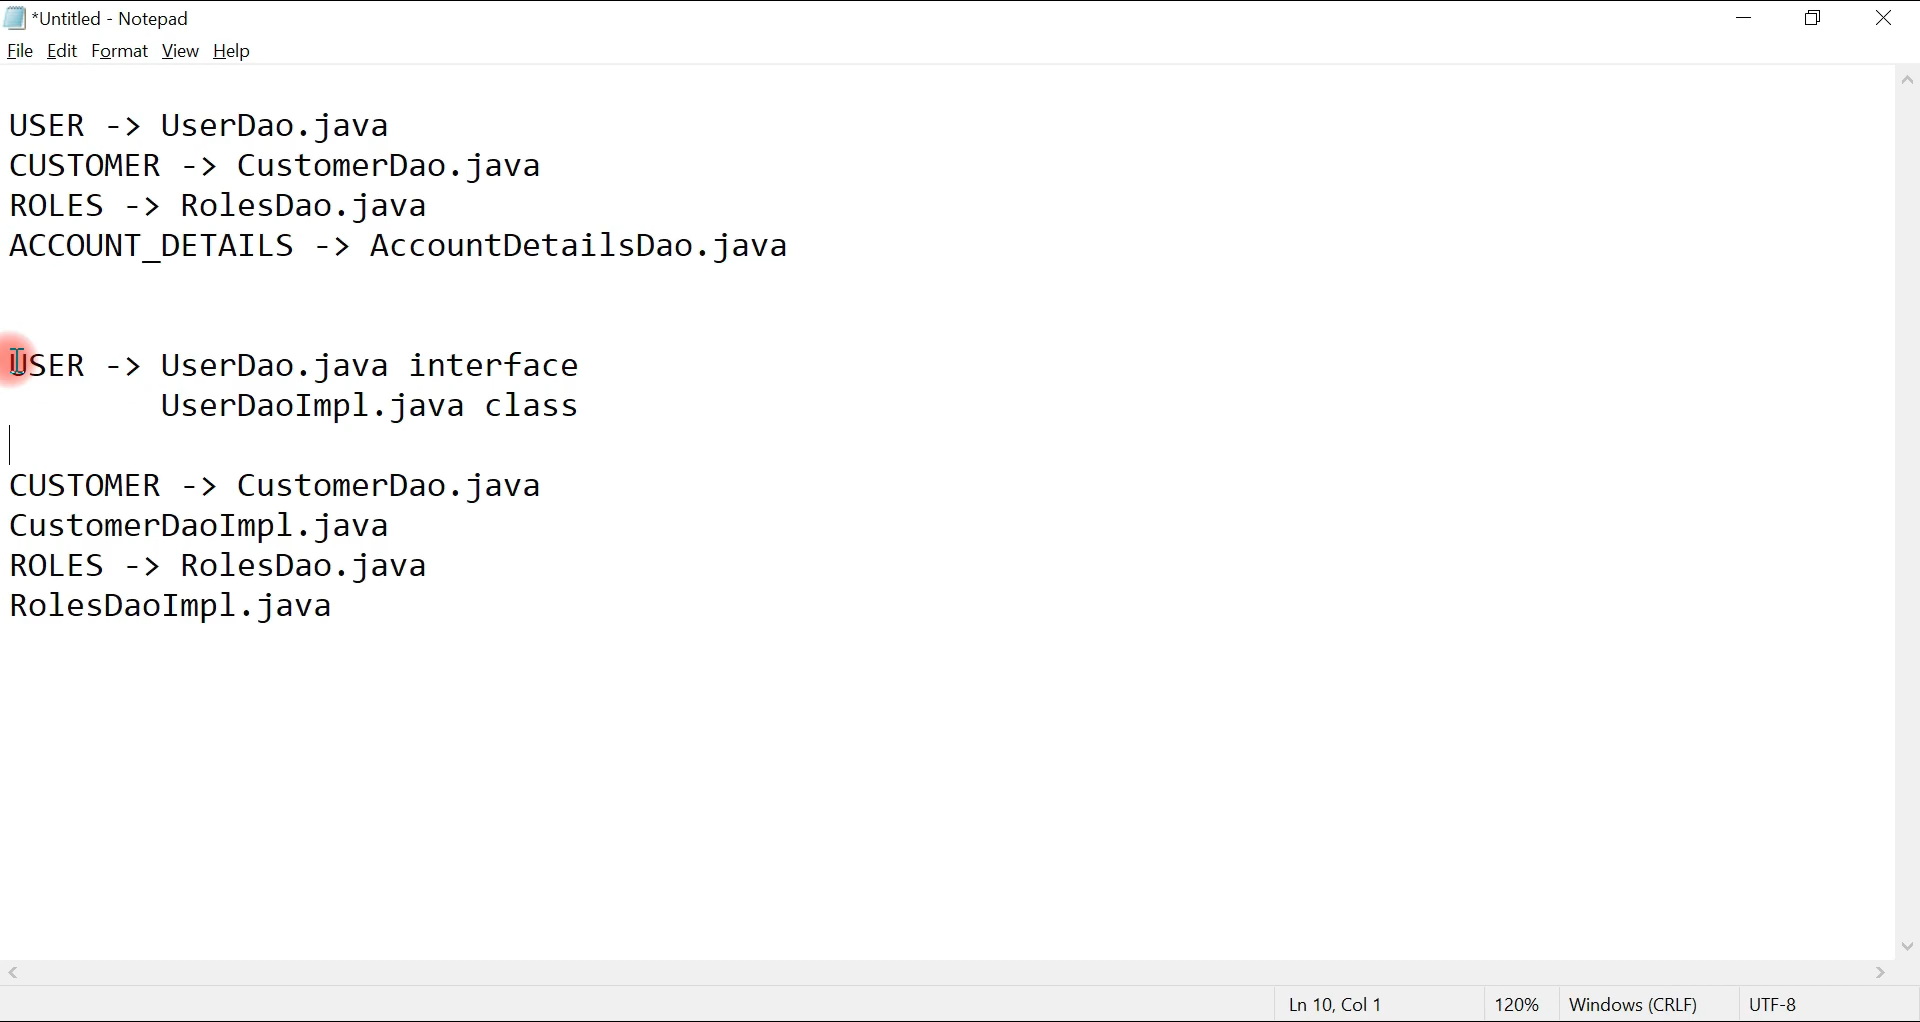 *Untitled - Notepad
File Edit Format View Help
USER -> UserDao.java
CUSTOMER -> CustomerDao.java
ROLES -> RolesDao.java
ACCOUNT_DETAILS -> AccountDetailsDao.java
USER -> UserDao.java interface
UserDaoImpl.java class
CUSTOMER -> CustomerDao.java
CustomerDaoImpl.java
ROLES -> RolesDao.java
RolesDaoImpl.java
Ln 10, Col 1 120% Windows (CRLF) UTF-8